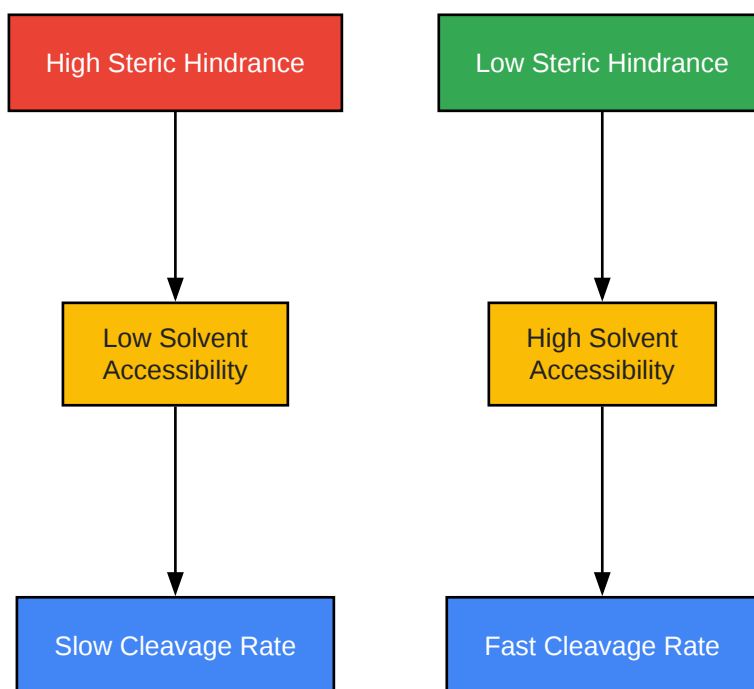 High Steric Hindrance
Low Steric Hindrance
Low Solvent
Accessibility
High Solvent
Accessibility
Slow Cleavage Rate
Fast Cleavage Rate